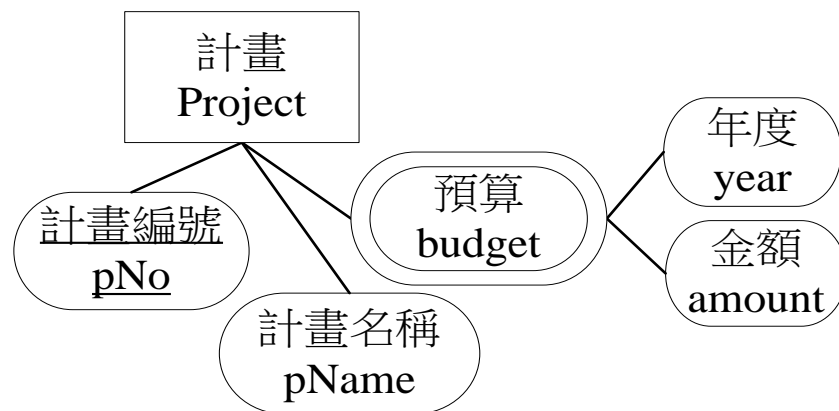 計畫
Project
計畫編號
pNo
計畫名稱
pName
預算
budget
年度
year
金額
amount